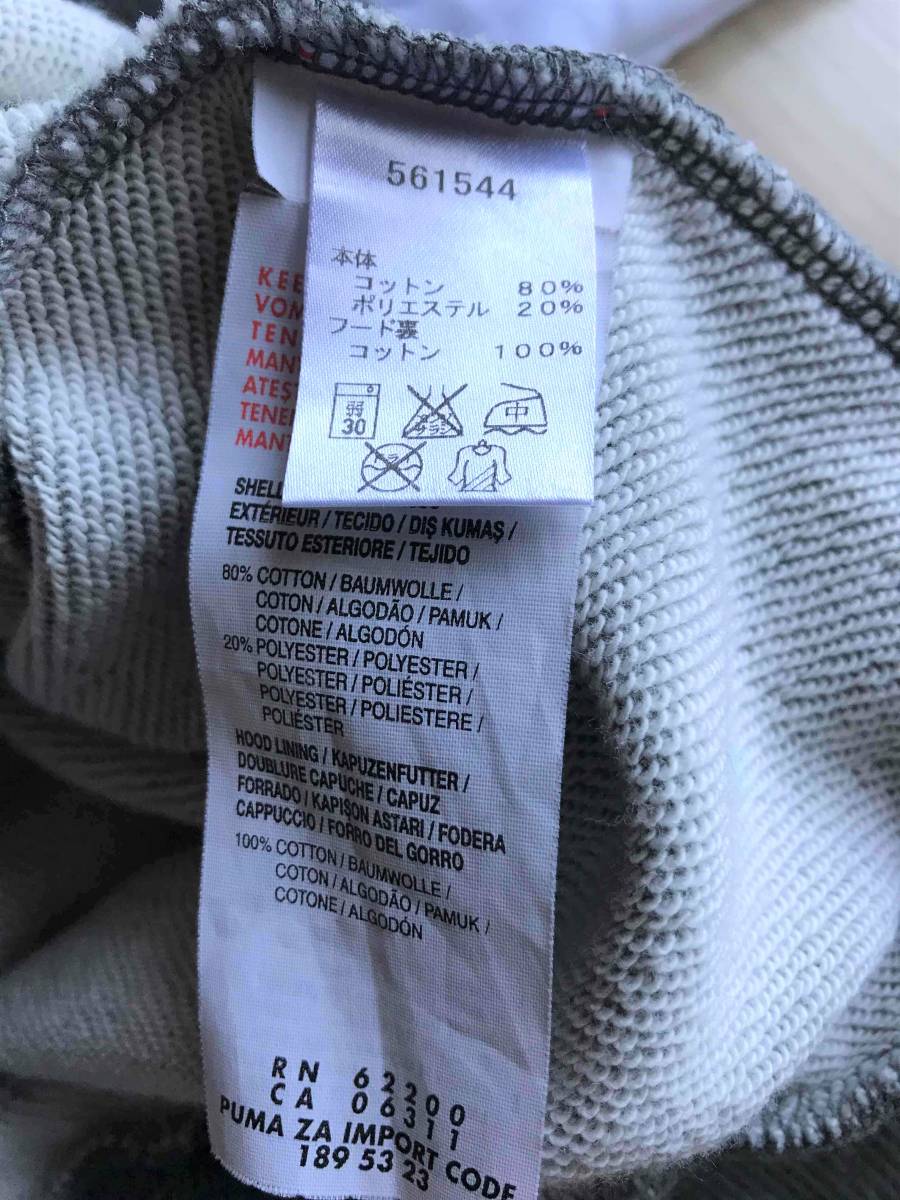 561544
本体
コットン 80%
ポリエステル 20%
フード裏
コットン 100%
弱
30
中
KEE
VOM
TEN
MAN
ATEŞ
TENE
MANT
SHELL
EXTÉRIEUR / TECIDO / DIŞ KUMAŞ /
TESSUTO ESTERIORE / TEJIDO
80% COTTON / BAUMWOLLE /
COTON / ALGODÃO / PAMUK /
COTONE / ALGODÓN
20% POLYESTER / POLYESTER /
POLYESTER / POLIÉSTER /
POLYESTER / POLIESTERE /
POLIÉSTER
HOOD LINING / KAPUZENFUTTER /
DOUBLURE CAPUCHE / CAPUZ
FORRADO / KAPISON ASTARI / FODERA
CAPPUCCIO / FORRO DEL GORRO
100% COTTON / BAUMWOLLE /
COTON / ALGODÃO / PAMUK /
COTONE / ALGODÓN
RN 62200
CA 06311
PUMA ZA IMPORT CODE
189 53 23